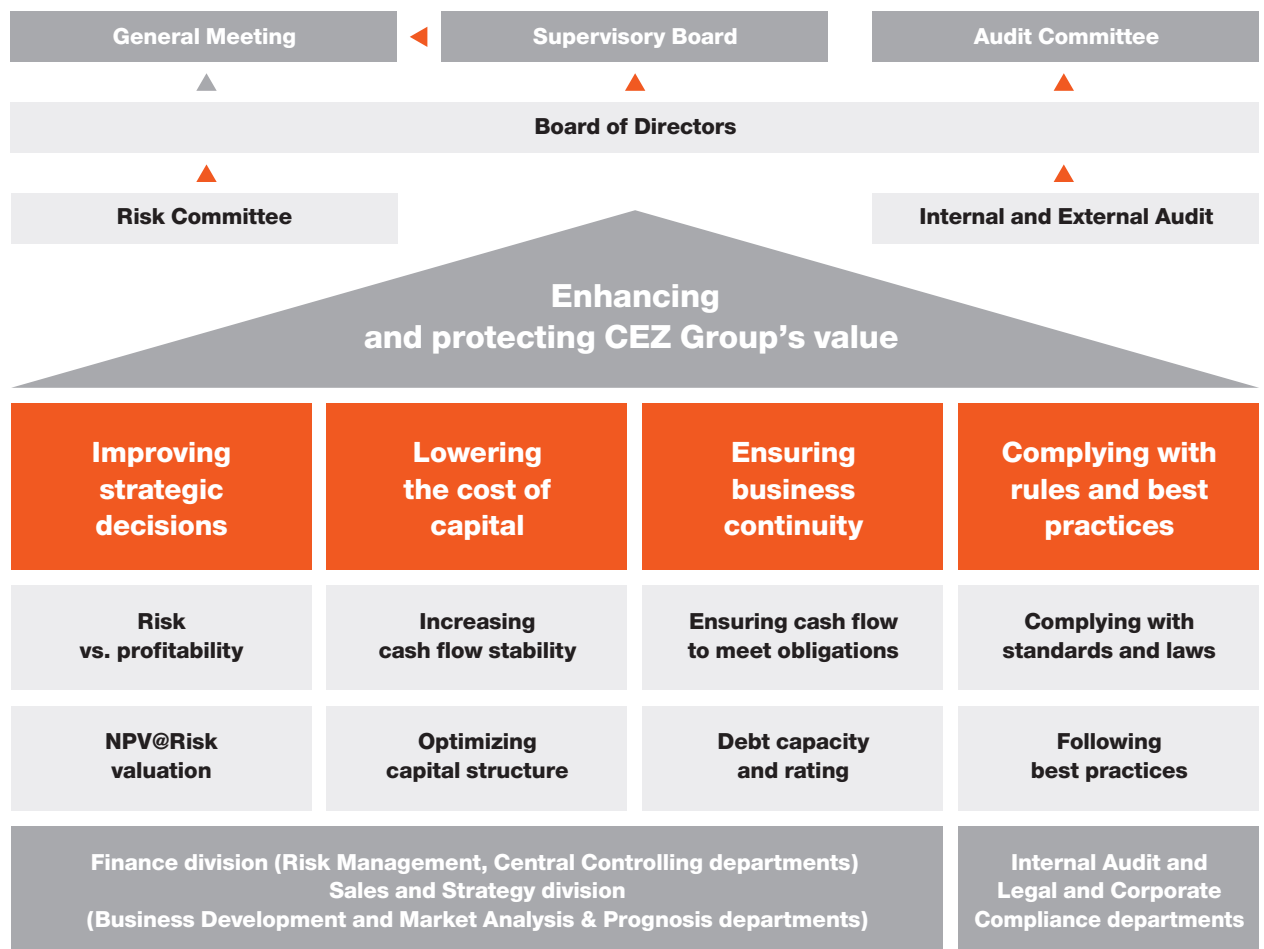 General Meeting
Supervisory Board
Audit Committee
Board of Directors
Risk Committee
Internal and External Audit
Enhancing
and protecting CEZ Group’s value
Improving
strategic
decisions
Lowering
the cost of
capital
Ensuring
business
continuity
Complying with
rules and best
practices
Risk
vs. profitability
Increasing
cash flow stability
Ensuring cash flow
to meet obligations
Complying with
standards and laws
NPV@Risk
valuation
Optimizing
capital structure
Debt capacity
and rating
Following
best practices
Finance division (Risk Management, Central Controlling departments)
Sales and Strategy division
(Business Development and Market Analysis & Prognosis departments)
Internal Audit and
Legal and Corporate
Compliance departments